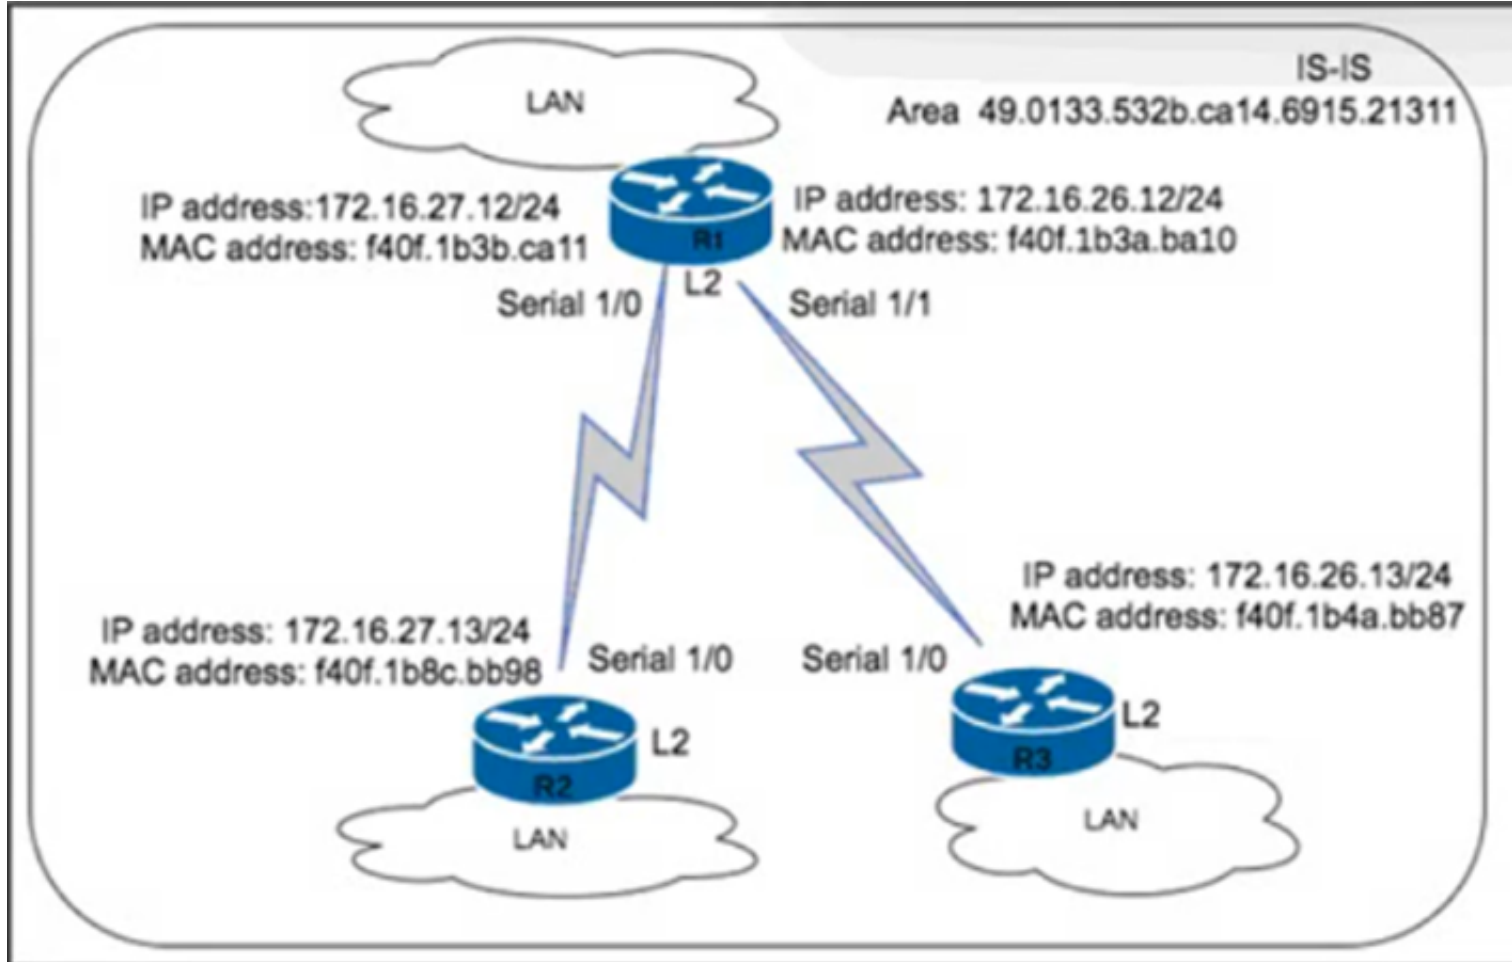 IS-IS
Area 49.0133.532b.ca14.6915.21311
LAN
IP address:172.16.27.12/24
MAC address: f40f.1b3b.ca11
IP address: 172.16.26.12/24
MAC address: f40f.1b3a.ba10
R1
L2
Serial 1/0
Serial 1/1
IP address: 172.16.26.13/24
MAC address: f40f.1b4a.bb87
IP address: 172.16.27.13/24
MAC address: f40f.1b8c.bb98
Serial 1/0
Serial 1/0
L2
R2
LAN
L2
R3
LAN